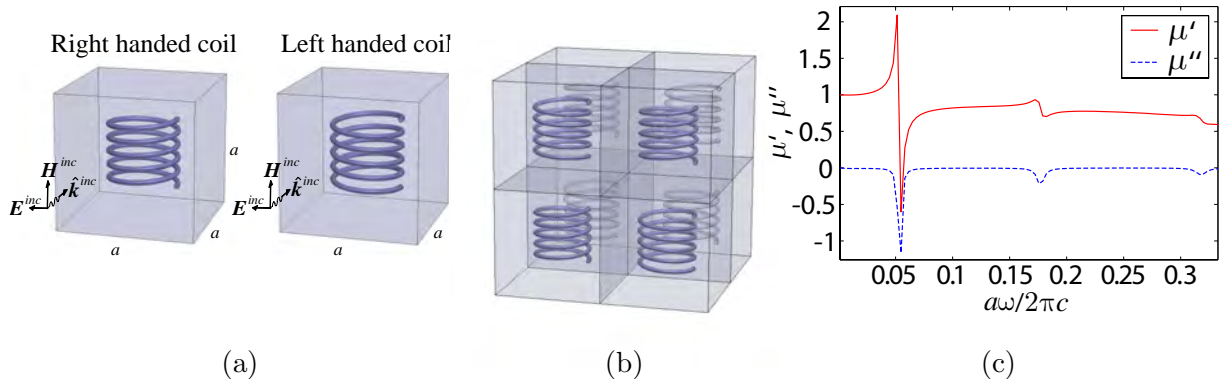 Right handed coil
Left handed coil
H^inc
k̂^inc
E^inc
a
a
a
H^inc
k̂^inc
E^inc
a
a
(a)
(b)
μ′, μ″
2
1.5
1
0.5
0
-0.5
-1
μ′
μ″
0.05
0.1
0.15
0.2
0.25
0.3
aω/2πc
(c)